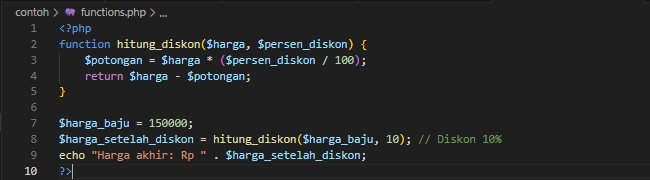 contoh > functions.php > ...
1 <?php
2 function hitung_diskon($harga, $persen_diskon) {
3     $potongan = $harga * ($persen_diskon / 100);
4     return $harga - $potongan;
5 }
6
7 $harga_baju = 150000;
8 $harga_setelah_diskon = hitung_diskon($harga_baju, 10); // Diskon 10%
9 echo "Harga akhir: Rp " . $harga_setelah_diskon;
10 ?>